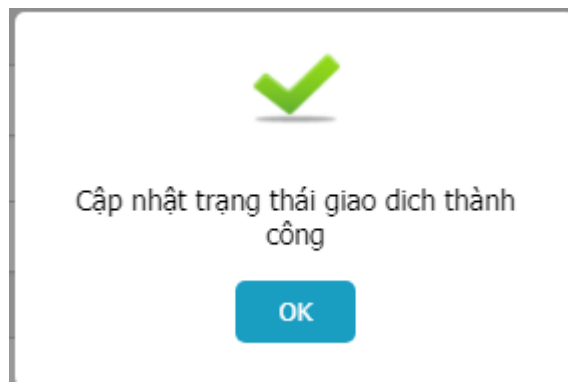 Cập nhật trạng thái giao dich thành
công
OK